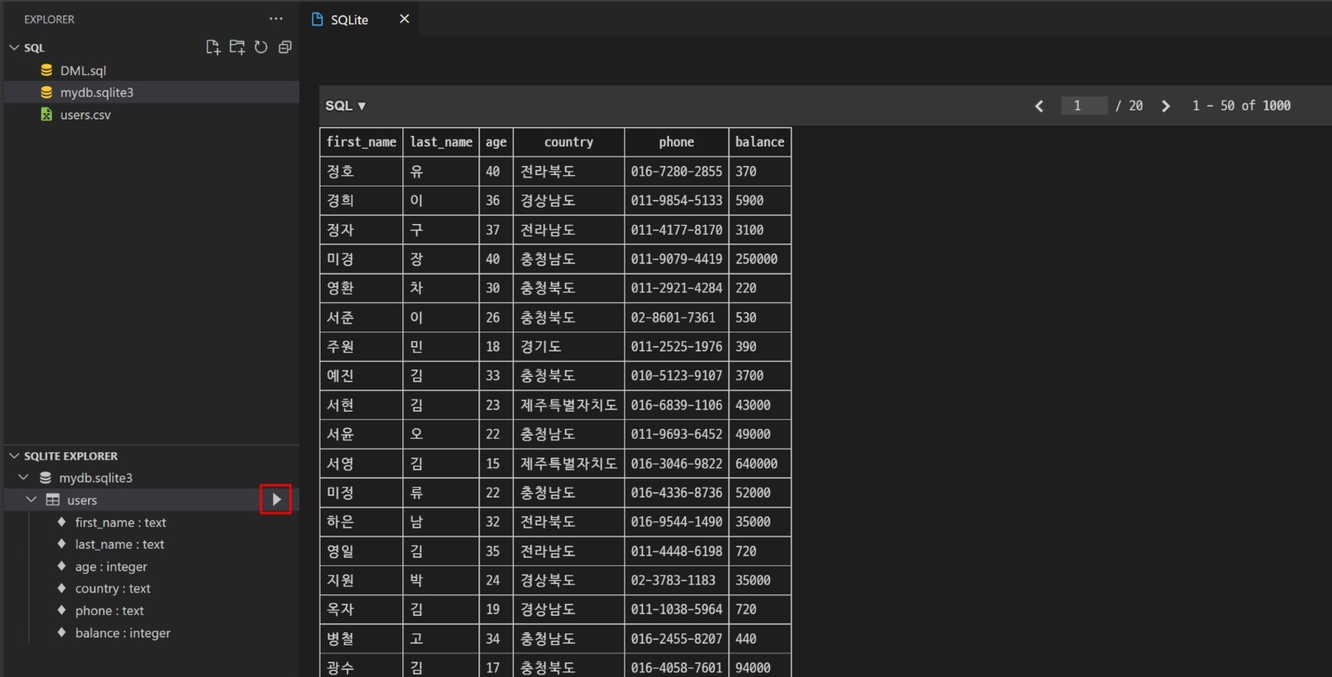 EXPLORER
SQL
DML.sql
mydb.sqlite3
users.csv
SQLITE EXPLORER
mydb.sqlite3
users
first_name : text
last_name : text
age : integer
country : text
phone : text
balance : integer
SQLite
SQL ▼
1 / 20 1 - 50 of 1000
first_name last_name age country phone balance
정호 유 40 전라북도 016-7280-2855 370
경희 이 36 경상남도 011-9854-5133 5900
정자 구 37 전라남도 011-4177-8170 3100
미경 장 40 충청남도 011-9079-4419 250000
영환 차 30 충청북도 011-2921-4284 220
서준 이 26 충청북도 02-8601-7361 530
주원 민 18 경기도 011-2525-1976 390
예진 김 33 충청북도 010-5123-9107 3700
서현 김 23 제주특별자치도 016-6839-1106 43000
서윤 오 22 충청남도 011-9693-6452 49000
서영 김 15 제주특별자치도 016-3046-9822 640000
미정 류 22 충청남도 016-4336-8736 52000
하은 남 32 전라북도 016-9544-1490 35000
영일 김 35 전라남도 011-4448-6198 720
지원 박 24 경상북도 02-3783-1183 35000
옥자 김 19 경상남도 011-1038-5964 720
병철 고 34 충청남도 016-2455-8207 440
광수 김 17 충청북도 016-4058-7601 94000